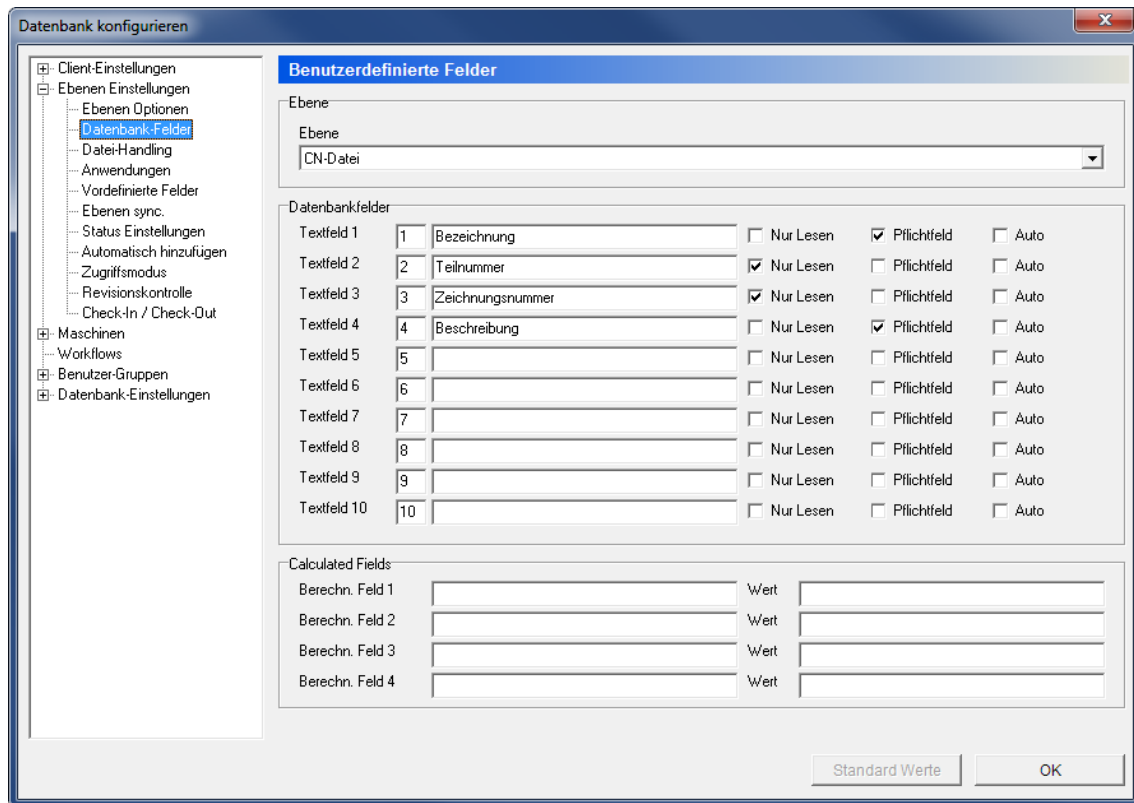 Datenbank konfigurieren
Client-Einstellungen
Ebenen Einstellungen
Ebenen Optionen
Datenbank-Felder
Datei-Handling
Anwendungen
Vordefinierte Felder
Ebenen sync.
Status Einstellungen
Automatisch hinzufügen
Zugriffsmodus
Revisionskontrolle
Check-In / Check-Out
Maschinen
Workflows
Benutzer-Gruppen
Datenbank-Einstellungen
Benutzerdefinierte Felder
Ebene
Ebene
CN-Datei
Datenbankfelder
Textfeld 1 1 Bezeichnung Nur Lesen Pflichtfeld Auto
Textfeld 2 2 Teilnummer Nur Lesen Pflichtfeld Auto
Textfeld 3 3 Zeichnungsnummer Nur Lesen Pflichtfeld Auto
Textfeld 4 4 Beschreibung Nur Lesen Pflichtfeld Auto
Textfeld 5 5 Nur Lesen Pflichtfeld Auto
Textfeld 6 6 Nur Lesen Pflichtfeld Auto
Textfeld 7 7 Nur Lesen Pflichtfeld Auto
Textfeld 8 8 Nur Lesen Pflichtfeld Auto
Textfeld 9 9 Nur Lesen Pflichtfeld Auto
Textfeld 10 10 Nur Lesen Pflichtfeld Auto
Calculated Fields
Berechn. Feld 1 Wert
Berechn. Feld 2 Wert
Berechn. Feld 3 Wert
Berechn. Feld 4 Wert
Standard Werte OK